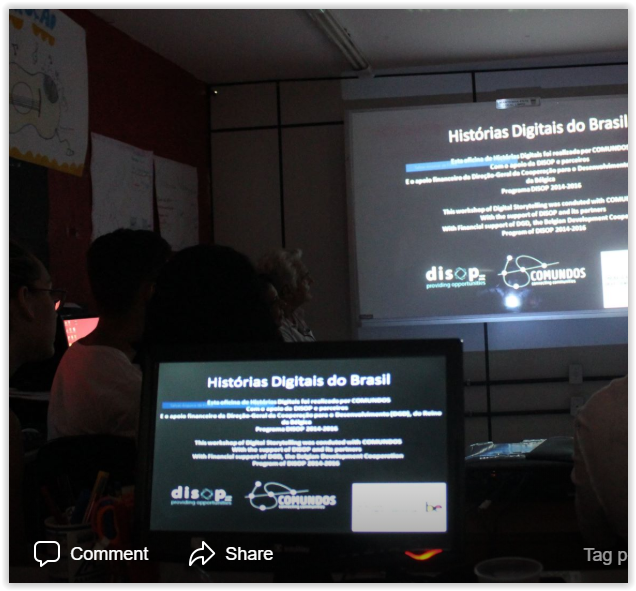 Histórias Digitais do Brasil
Esta oficina de Histórias Digitais foi realizada por COMUNDOS
Com o apoio da DISOP e parceiros
E o apoio financeiro da Direção-Geral da Cooperação para o Desenvolvimento
da Bélgica
Programa DISOP 2014-2016
This workshop of Digital Storytelling was conduted with COMUN
With the support of DISOP and its partners
With Financial support of DGD, the Belgian Development Coope
Program of DISOP 2014-2016
disop
providing opportunities
COMUNDOS
connecting communities
Histórias Digitais do Brasil
Esta oficina de Histórias Digitais foi realizada por COMUNDOS
Com o apoio da DISOP e parceiros
E o apoio financeiro da Direção-Geral da Cooperação para o Desenvolvimento (DGD), do Reino
da Bélgica
Programa DISOP 2014-2016
This workshop of Digital Storytelling was conduted with COMUNDOS
With the support of DISOP and its partners
With Financial support of DGD, the Belgian Development Cooperation
Program of DISOP 2014-2016
disop
providing opportunities
COMUNDOS
Comment
Share
Tag p